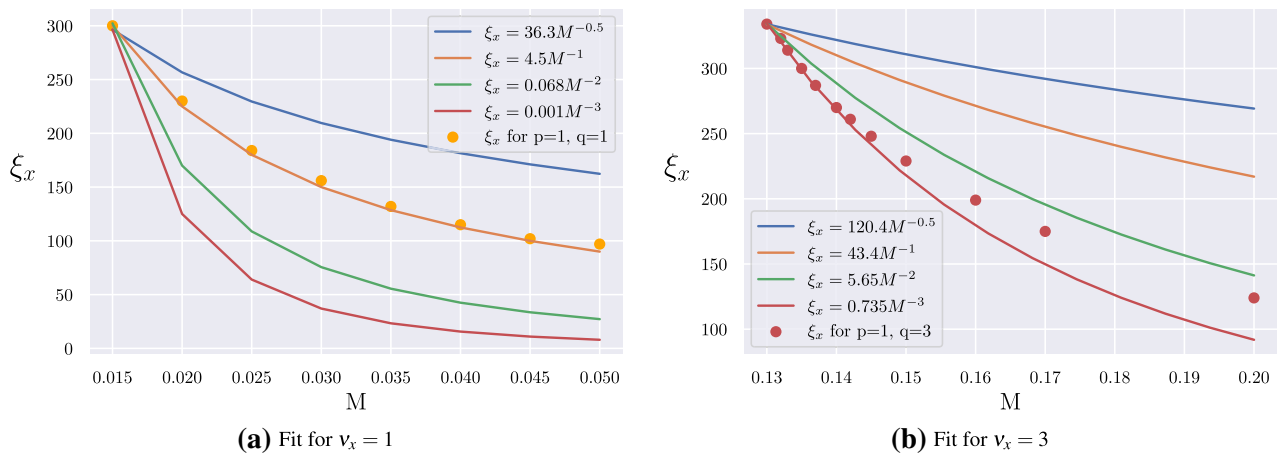 300
250
200
150
100
50
0
ξₓ
ξₓ = 36.3M⁻⁰·⁵
ξₓ = 4.5M⁻¹
ξₓ = 0.068M⁻²
ξₓ = 0.001M⁻³
ξₓ for p=1, q=1
0.015 0.020 0.025 0.030 0.035 0.040 0.045 0.050
M
(a) Fit for νₓ = 1
300
250
200
150
100
ξₓ
ξₓ = 120.4M⁻⁰·⁵
ξₓ = 43.4M⁻¹
ξₓ = 5.65M⁻²
ξₓ = 0.735M⁻³
ξₓ for p=1, q=3
0.13 0.14 0.15 0.16 0.17 0.18 0.19 0.20
M
(b) Fit for νₓ = 3